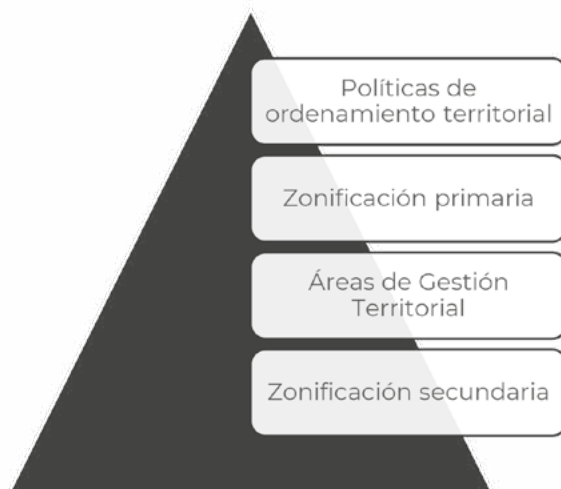 Políticas de
ordenamiento territorial
Zonificación primaria
Áreas de Gestión
Territorial
Zonificación secundaria